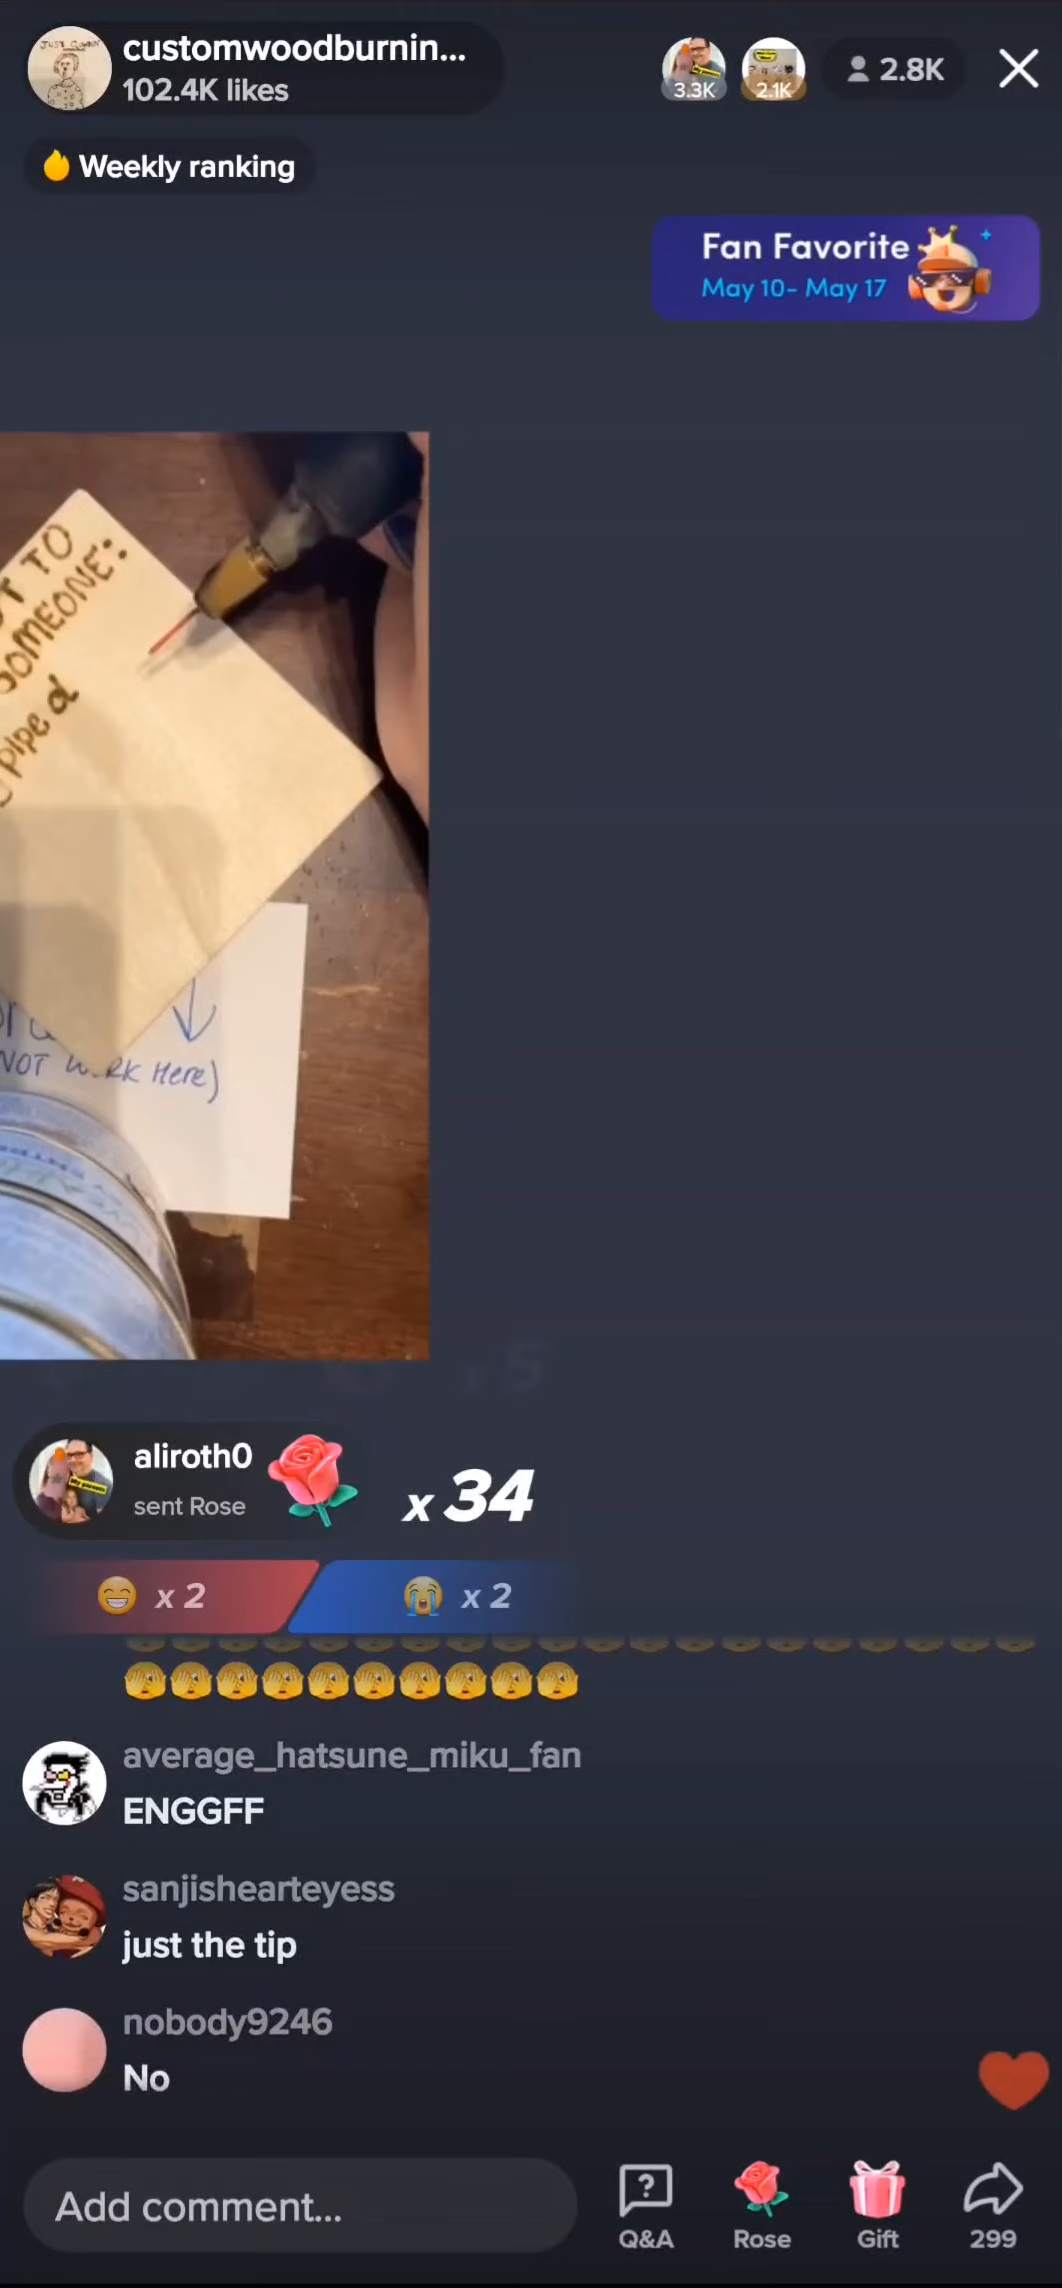 customwoodburnin...
102.4K likes
3.3K
2.1K
2.8K
Weekly ranking
Fan Favorite
May 10- May 17
TO
SOMEONE:
pipe d
NOT WORK Here)
aliroth0
sent Rose
x 34
x 2
x 2
average_hatsune_miku_fan
ENGGFF
sanjishearteyess
just the tip
nobody9246
No
Add comment...
Q&A
Rose
Gift
299